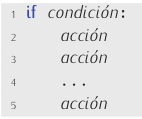 1 if condición:
2 acción
3 acción
4 ...
5 acción